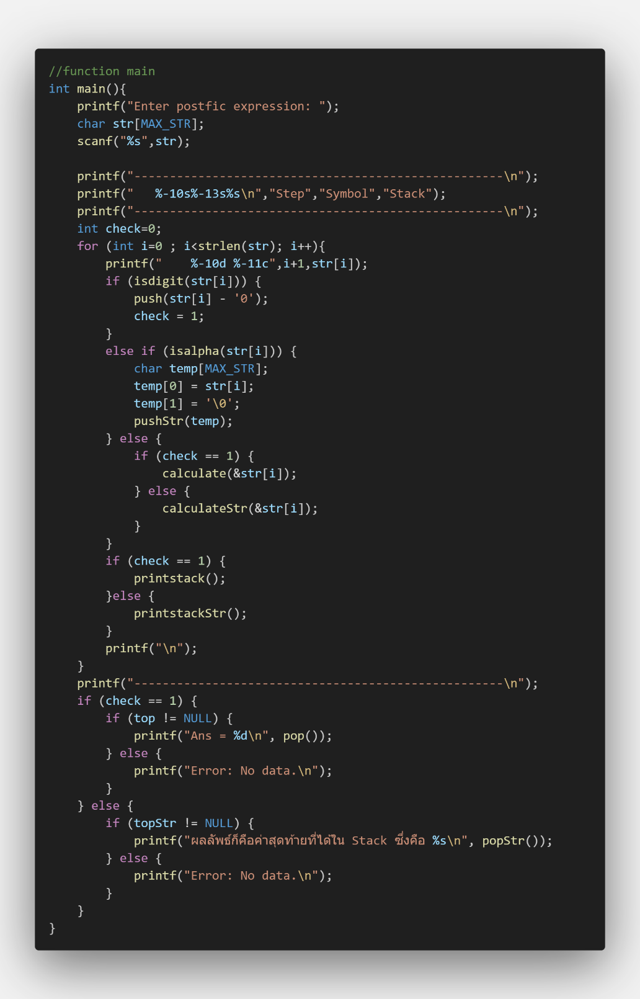 //function main
int main(){
    printf("Enter postfic expression: ");
    char str[MAX_STR];
    scanf("%s",str);

    printf("----------------------------------------------------\n");
    printf("   %-10s%-13s%s\n","Step","Symbol","Stack");
    printf("----------------------------------------------------\n");
    int check=0;
    for (int i=0 ; i<strlen(str); i++){
        printf("    %-10d %-11c",i+1,str[i]);
        if (isdigit(str[i])) {
            push(str[i] - '0');
            check = 1;
        }
        else if (isalpha(str[i])) {
            char temp[MAX_STR];
            temp[0] = str[i];
            temp[1] = '\0';
            pushStr(temp);
        } else {
            if (check == 1) {
                calculate(&str[i]);
            } else {
                calculateStr(&str[i]);
            }
        }
        if (check == 1) {
            printstack();
        }else {
            printstackStr();
        }
        printf("\n");
    }
    printf("----------------------------------------------------\n");
    if (check == 1) {
        if (top != NULL) {
            printf("Ans = %d\n", pop());
        } else {
            printf("Error: No data.\n");
        }
    } else {
        if (topStr != NULL) {
            printf("ผลลัพธ์ก็คือค่าสุดท้ายที่ได้ใน Stack ซึ่งคือ %s\n", popStr());
        } else {
            printf("Error: No data.\n");
        }
    }
}